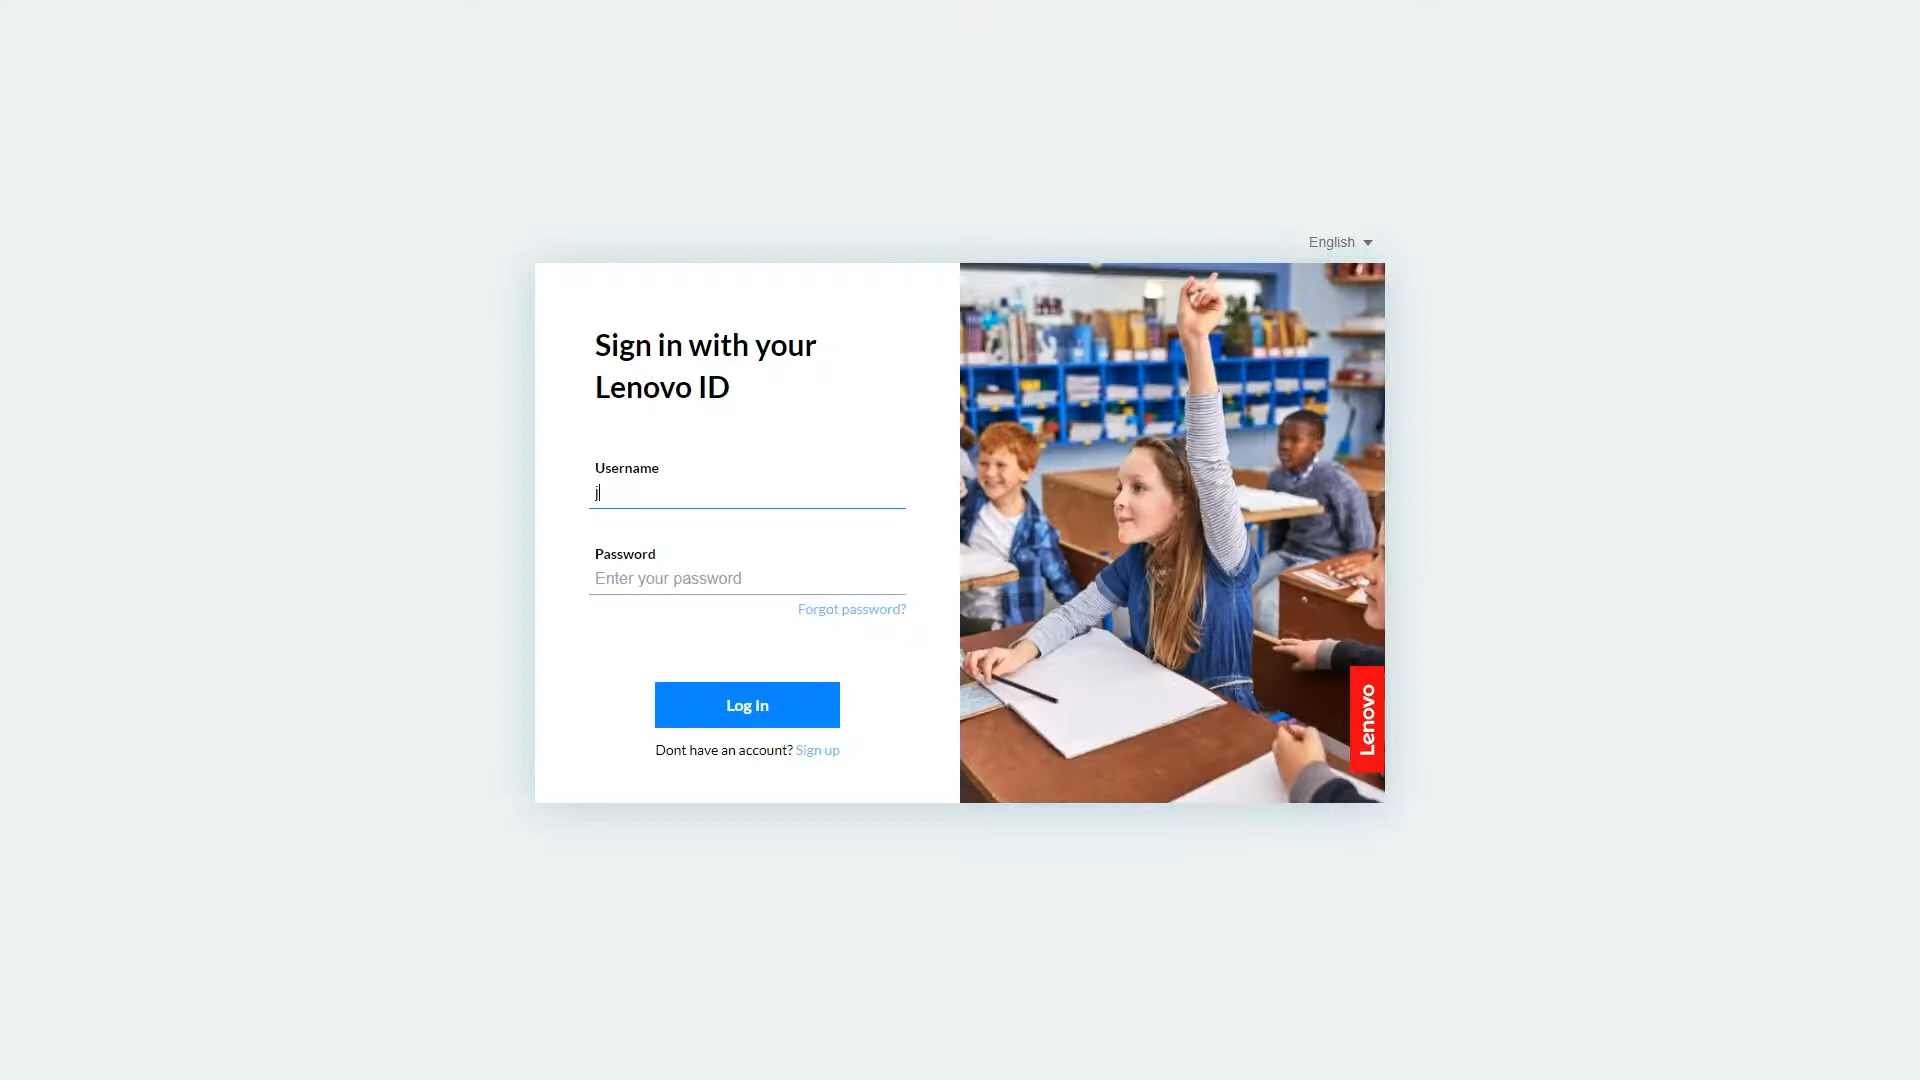 English
Sign in with your
Lenovo ID
Username
j
Password
Enter your password
Forgot password?
Log In
Dont have an account? Sign up
Lenovo